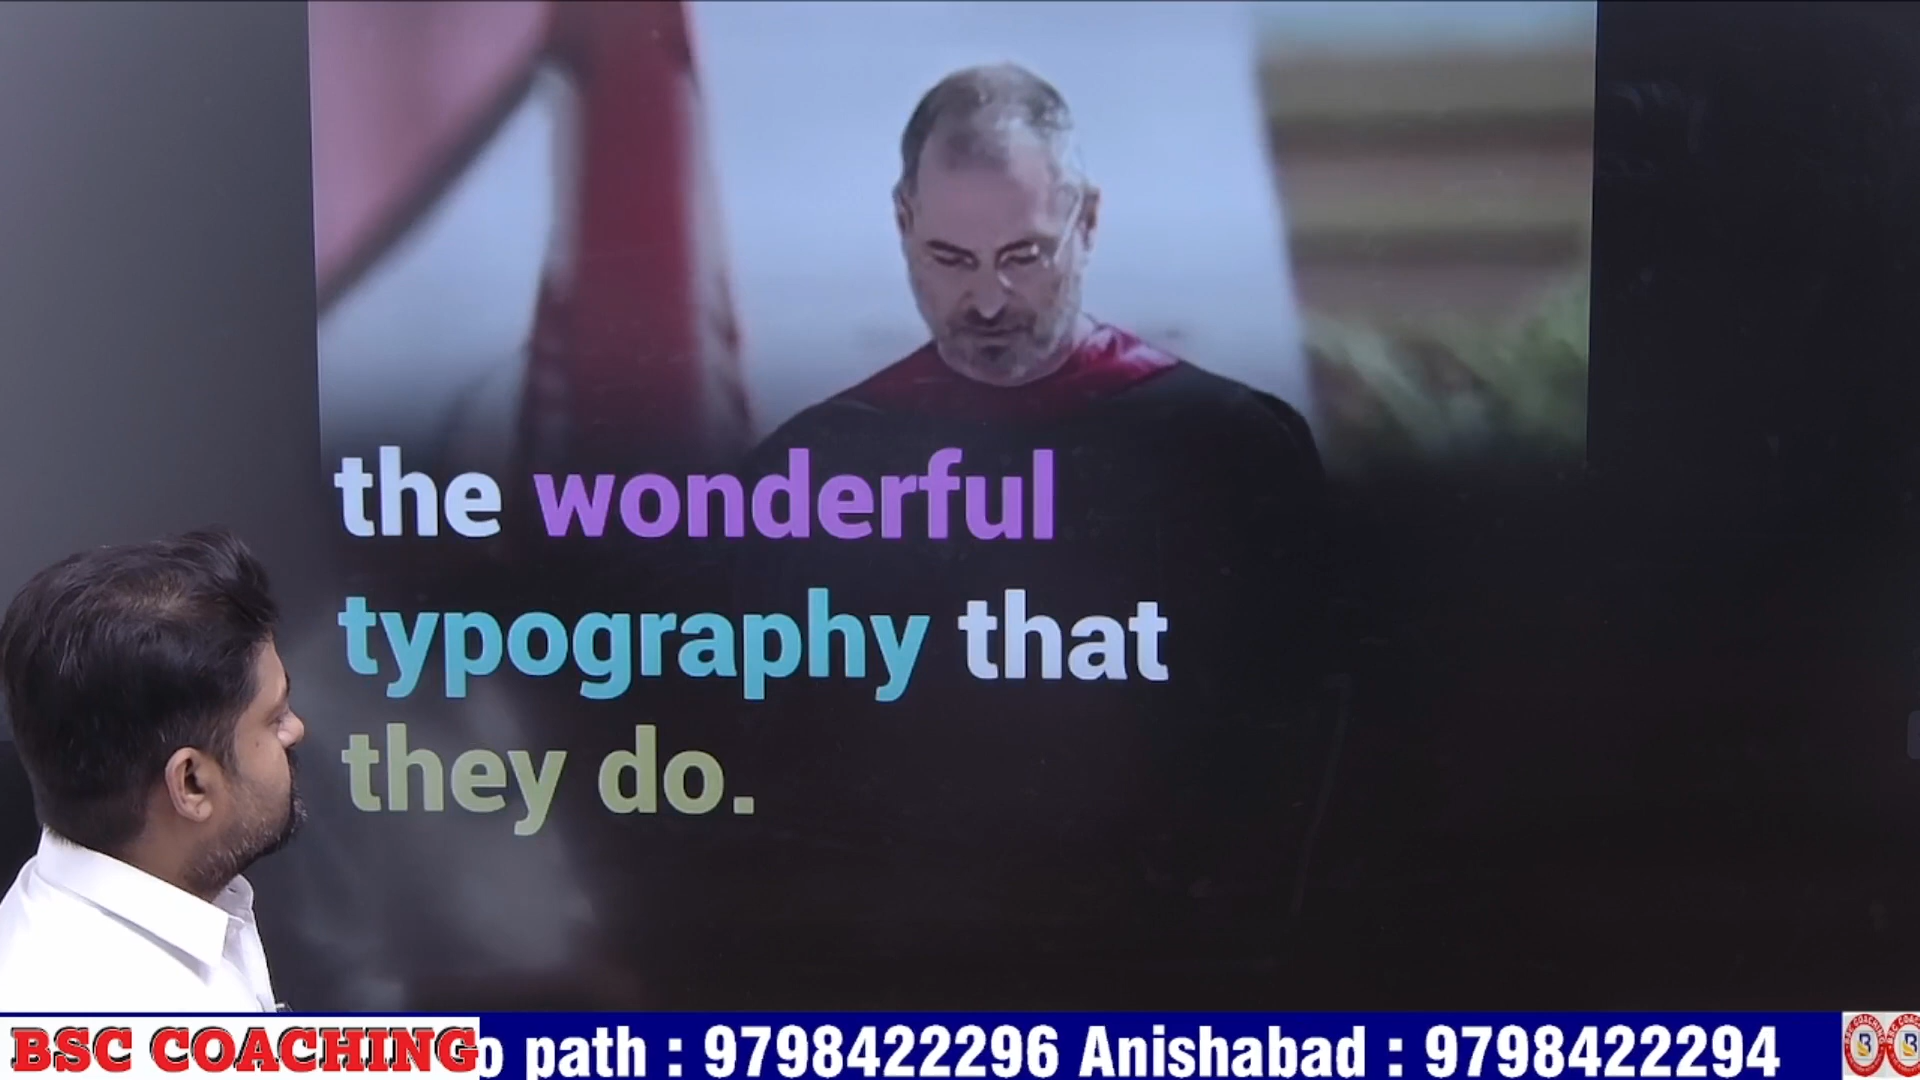 the wonderful
typography that
they do.
BSC COACHING
path : 9798422296 Anishabad : 9798422294